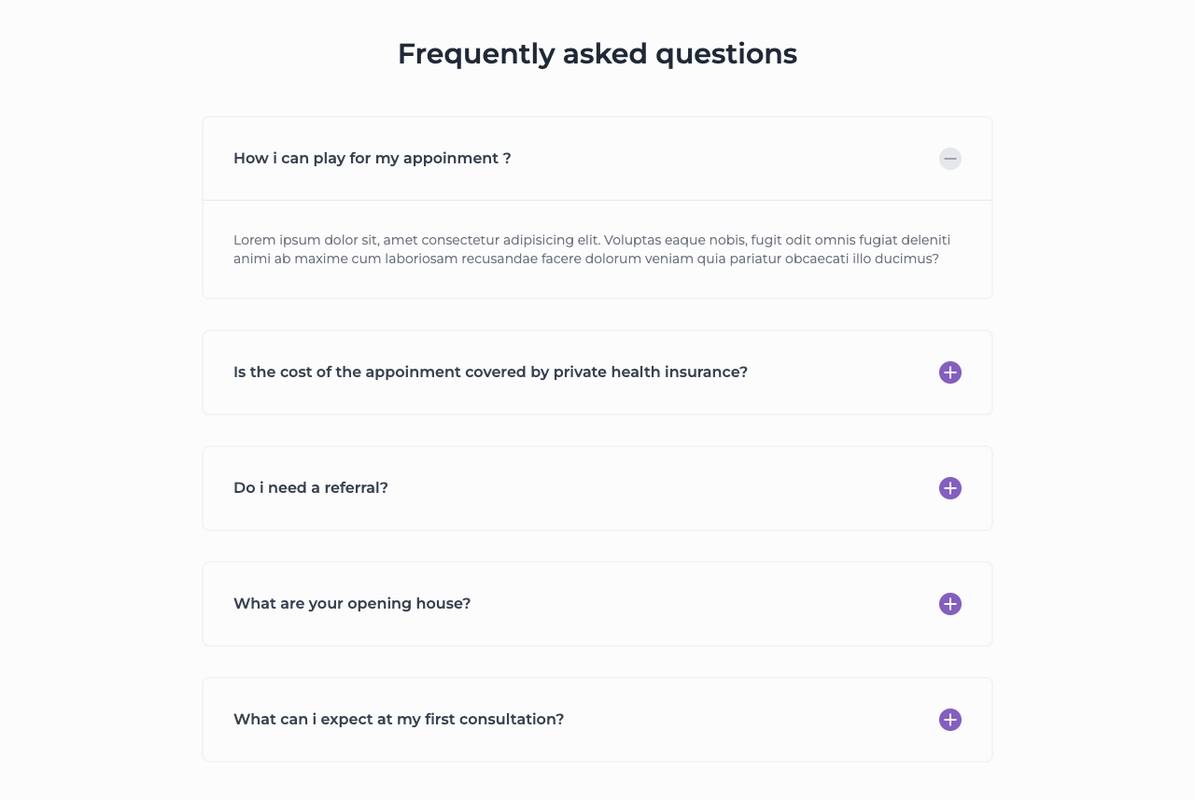 Frequently asked questions
How i can play for my appoinment ?
Lorem ipsum dolor sit, amet consectetur adipisicing elit. Voluptas eaque nobis, fugit odit omnis fugiat deleniti
animi ab maxime cum laboriosam recusandae facere dolorum veniam quia pariatur obcaecati illo ducimus?
Is the cost of the appoinment covered by private health insurance?
Do i need a referral?
What are your opening house?
What can i expect at my first consultation?